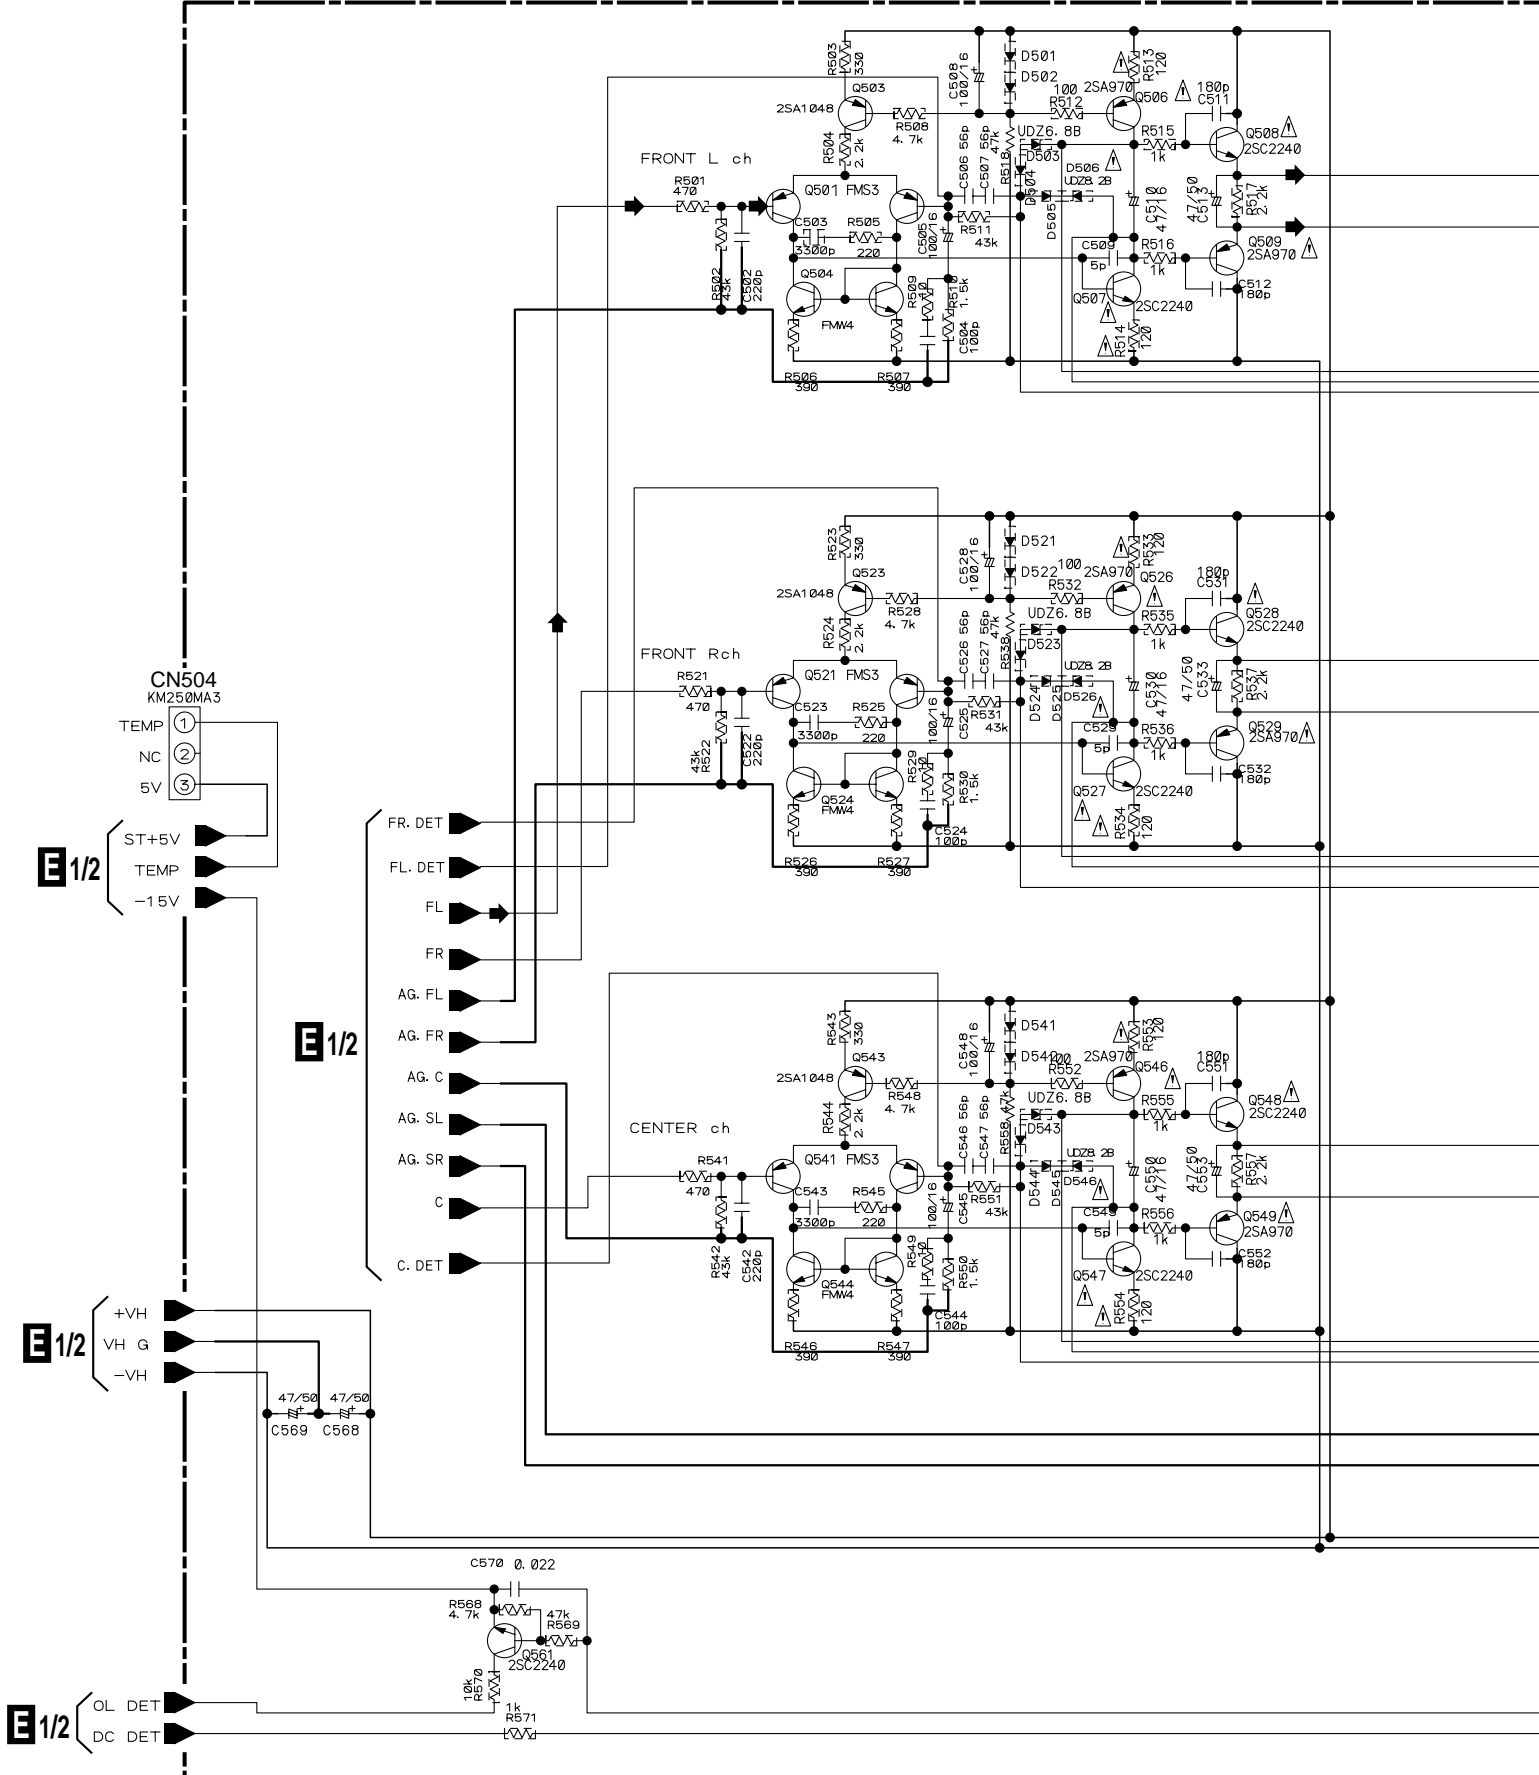 R503
330
Q503
2SA1048
R504
2.2k
R508
4.7k
C508
100/16
D501
D502
100
R512
2SA970
R513
120
Q506
180p
C511
Q508
2SC2240
FRONT L ch
R501
470
R502
43k
C502
220p
Q501 FMS3
C503
3300p
R505
220
Q504
FMW4
C505
100/16
C506 56p
C507 56p
R518
47k
UDZ6.8B
D503
D504
D505
D506
UDZ8.2B
R511
43k
R515
1k
C510
47/16
47/50
C513
R517
2.2k
C509
5p
R516
1k
Q509
2SA970
Q507
2SC2240
C512
180p
R509
10
R510
1.5k
C504
100p
R514
120
R506
390
R507
390
R523
330
Q523
2SA1048
R524
2.2k
R528
4.7k
C528
100/16
D521
D522
100
R532
2SA970
R533
120
Q526
180p
C531
Q528
2SC2240
FRONT Rch
R521
470
43k
R522
C522
220p
Q521 FMS3
C523
3300p
R525
220
Q524
FMW4
100/16
C525
C526 56p
C527 56p
R538
47k
UDZ6.8B
D523
D524
D525
UDZ8.2B
D526
R531
43k
R535
1k
C530
47/16
47/50
C533
R537
2.2k
C529
5p
R536
1k
Q529
2SA970
Q527
2SC2240
C532
180p
R529
10
R530
1.5k
C524
100p
R534
120
R526
390
R527
390
CN504
KM250MA3
TEMP 1
NC 2
5V 3
ST+5V
TEMP
-15V
E 1/2
FR.DET
FL.DET
FL
FR
AG.FL
AG.FR
AG.C
AG.SL
AG.SR
C
C.DET
E 1/2
R543
330
Q543
2SA1048
R544
2.2k
R548
4.7k
C548
100/16
D541
D542
100
R552
2SA970
R553
120
Q546
180p
C551
Q548
2SC2240
CENTER ch
R541
470
R542
43k
C542
220p
Q541 FMS3
C543
3300p
R545
220
Q544
FMW4
100/16
C545
C546 56p
C547 56p
R558
47k
UDZ6.8B
D543
D544
D545
UDZ8.2B
D546
R551
43k
R555
1k
C550
47/16
47/50
C553
R557
2.2k
5p
R556
1k
Q549
2SA970
Q547
2SC2240
C552
180p
R549
10
R550
1.5k
C544
100p
R554
120
R546
390
R547
390
+VH
VH G
-VH
E 1/2
47/50
C569
47/50
C568
C570 0.022
R568
4.7k
47k
R569
Q561
2SC2240
10k
R570
1k
R571
OL DET
DC DET
E 1/2